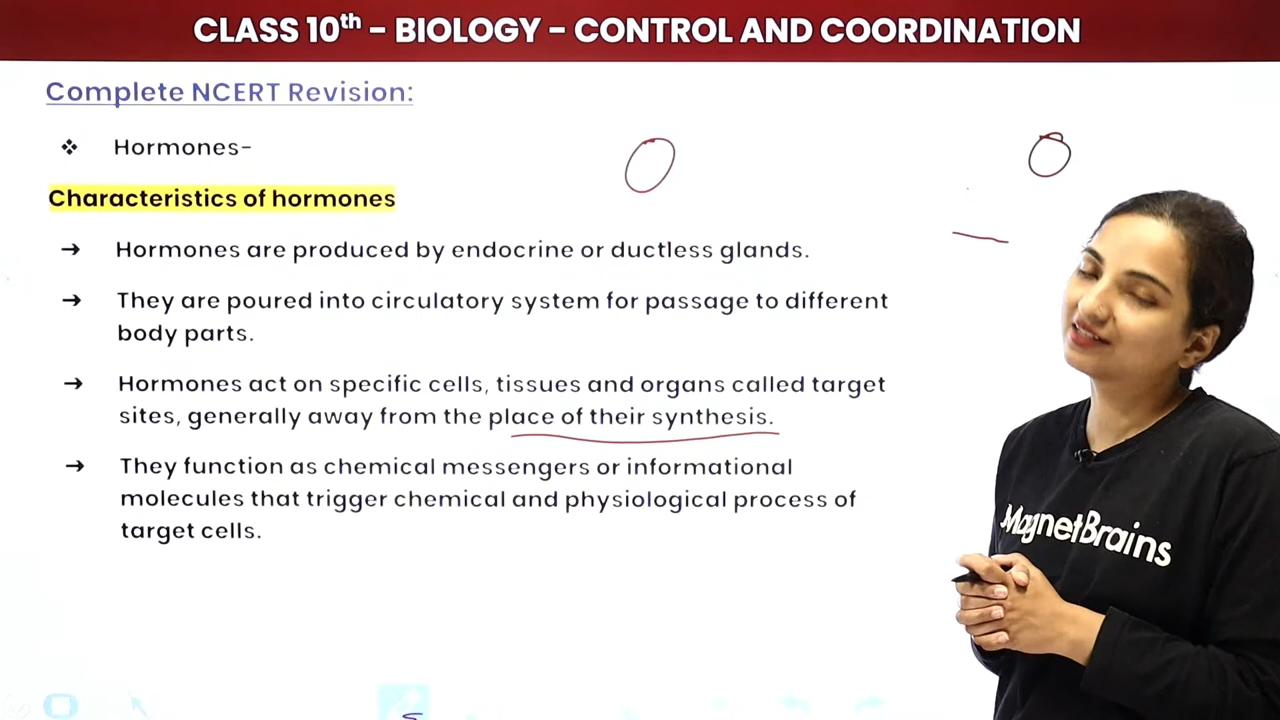 CLASS 10th - BIOLOGY - CONTROL AND COORDINATION
Complete NCERT Revision:
❖ Hormones-
Characteristics of hormones
→ Hormones are produced by endocrine or ductless glands.
→ They are poured into circulatory system for passage to different
body parts.
→ Hormones act on specific cells, tissues and organs called target
sites, generally away from the place of their synthesis.
→ They function as chemical messengers or informational
molecules that trigger chemical and physiological process of
target cells.
MagnetBrains